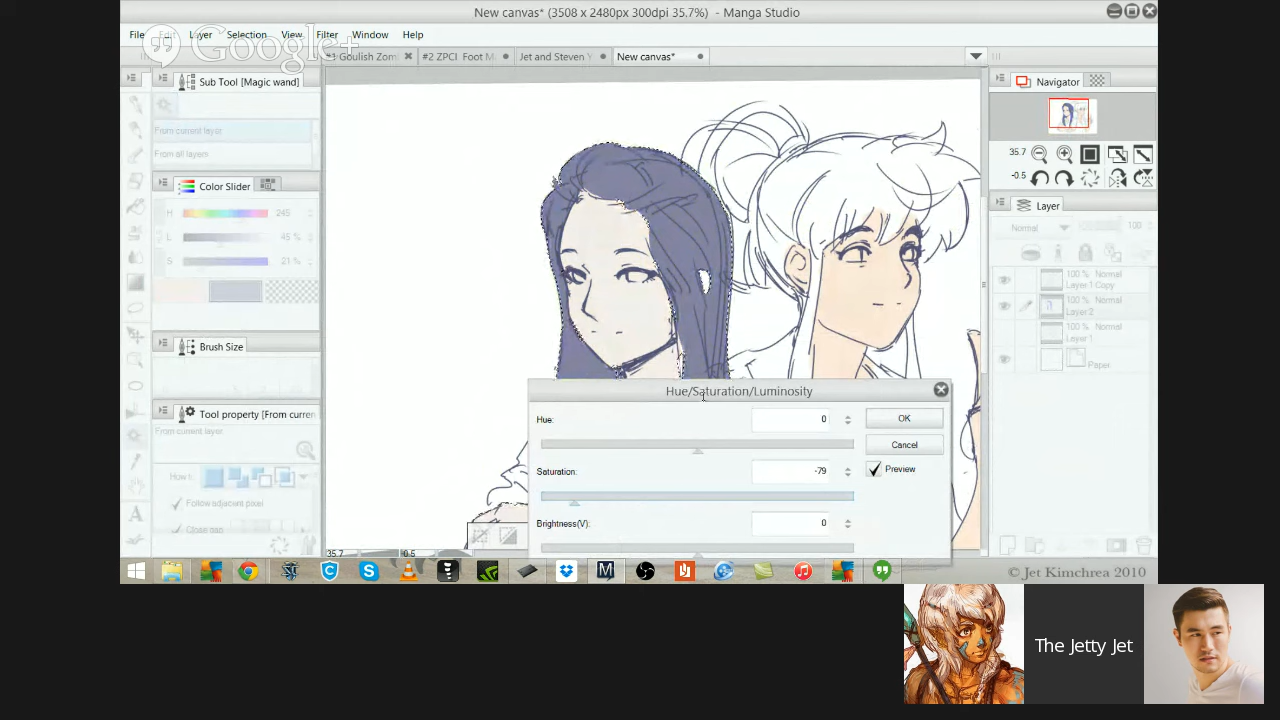 New canvas* (3508 x 2480px 300dpi 35.7%) - Manga Studio
File Edit Layer Selection View Filter Window Help
Google+
#1 Goulish Zom #2 ZPCI Foot M Jet and Steven Y New canvas*
Sub Tool [Magic wand]
From current layer
From all layers
Color Slider
H 245
L 45 %
S 21 %
Brush Size
Tool property [From curren
From current layer
How t
Follow adjacent pixel
Close gap
A
35.7 -0.5
Hue/Saturation/Luminosity
Hue: 0 OK
Cancel
Saturation: -79 Preview
Brightness(V): 0
Navigator
35.7
-0.5
Layer
Normal 100
100 % Normal
Layer 1 Copy
100 % Normal
Layer 2
100 % Normal
Layer 1
Paper
© Jet Kimchrea 2010
The Jetty Jet